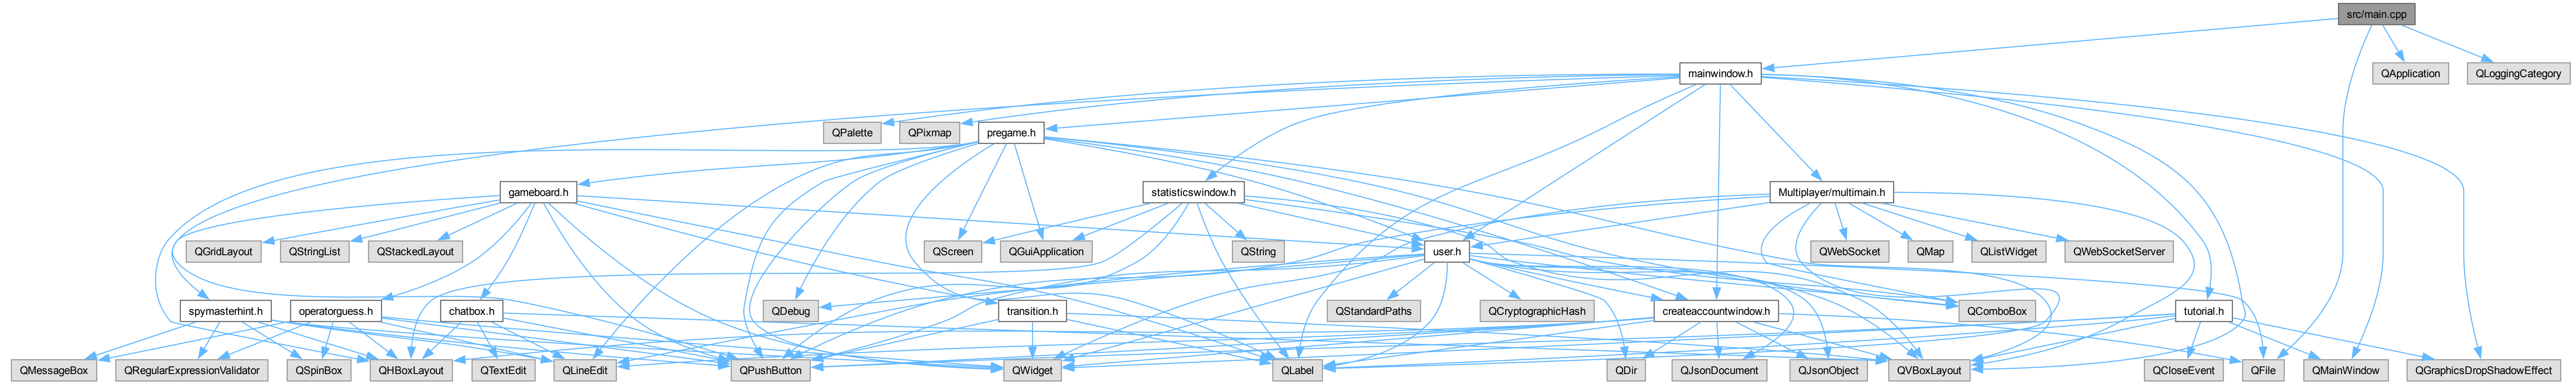 src/main.cpp
mainwindow.h
QApplication
QLoggingCategory
QPalette
QPixmap
pregame.h
gameboard.h
statisticswindow.h
Multiplayer/multimain.h
QGridLayout
QStringList
QStackedLayout
QScreen
QGuiApplication
QString
user.h
QWebSocket
QMap
QListWidget
QWebSocketServer
spymasterhint.h
operatorguess.h
chatbox.h
QDebug
transition.h
QStandardPaths
QCryptographicHash
createaccountwindow.h
QComboBox
tutorial.h
QMessageBox
QRegularExpressionValidator
QSpinBox
QHBoxLayout
QTextEdit
QLineEdit
QPushButton
QWidget
QLabel
QDir
QJsonDocument
QJsonObject
QVBoxLayout
QCloseEvent
QFile
QMainWindow
QGraphicsDropShadowEffect